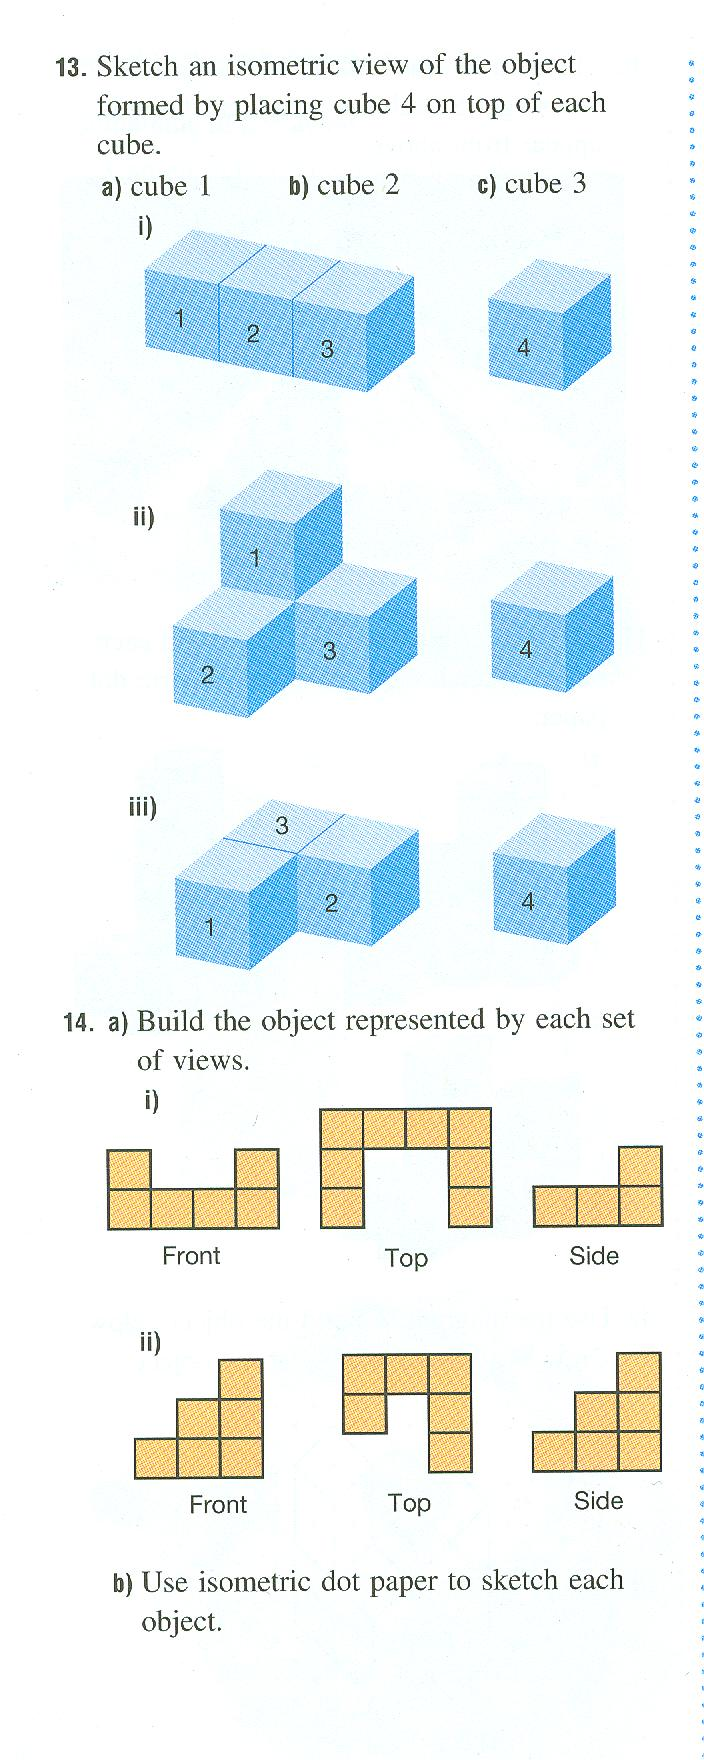 13. Sketch an isometric view of the object
formed by placing cube 4 on top of each
cube.
a) cube 1 b) cube 2 c) cube 3
i)
1 2 3 4
ii)
1
2 3 4
iii)
3
1 2 4
14. a) Build the object represented by each set
of views.
i)
Front Top Side
ii)
Front Top Side
b) Use isometric dot paper to sketch each
object.